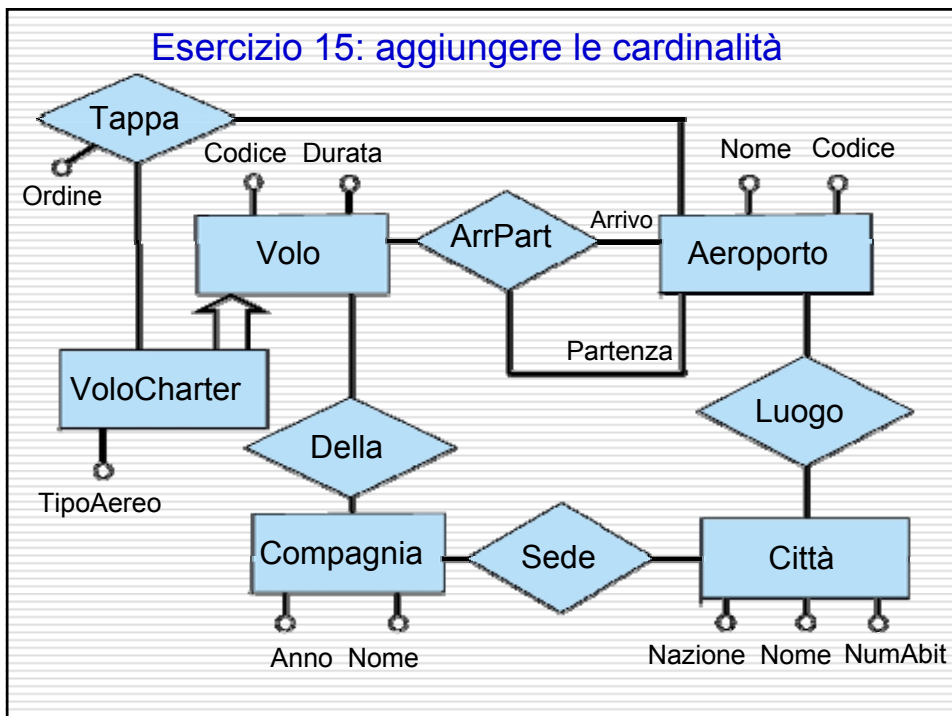 Esercizio 15: aggiungere le cardinalità
Tappa
Ordine
Codice Durata
Nome Codice
Volo
ArrPart
Arrivo
Aeroporto
Partenza
VoloCharter
TipoAereo
Della
Luogo
Compagnia
Sede
Città
Anno Nome
Nazione Nome NumAbit